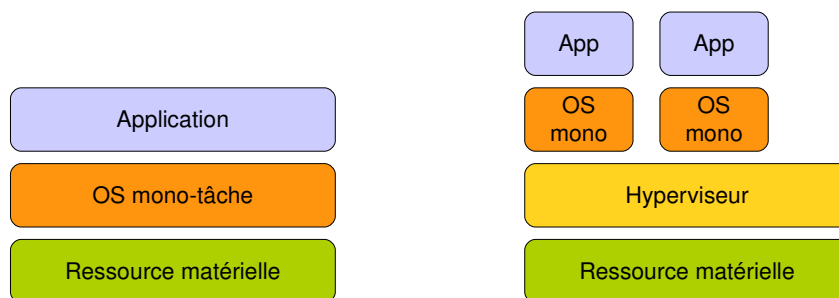 Application
OS mono-tâche
Ressource matérielle
App
App
OS
mono
OS
mono
Hyperviseur
Ressource matérielle